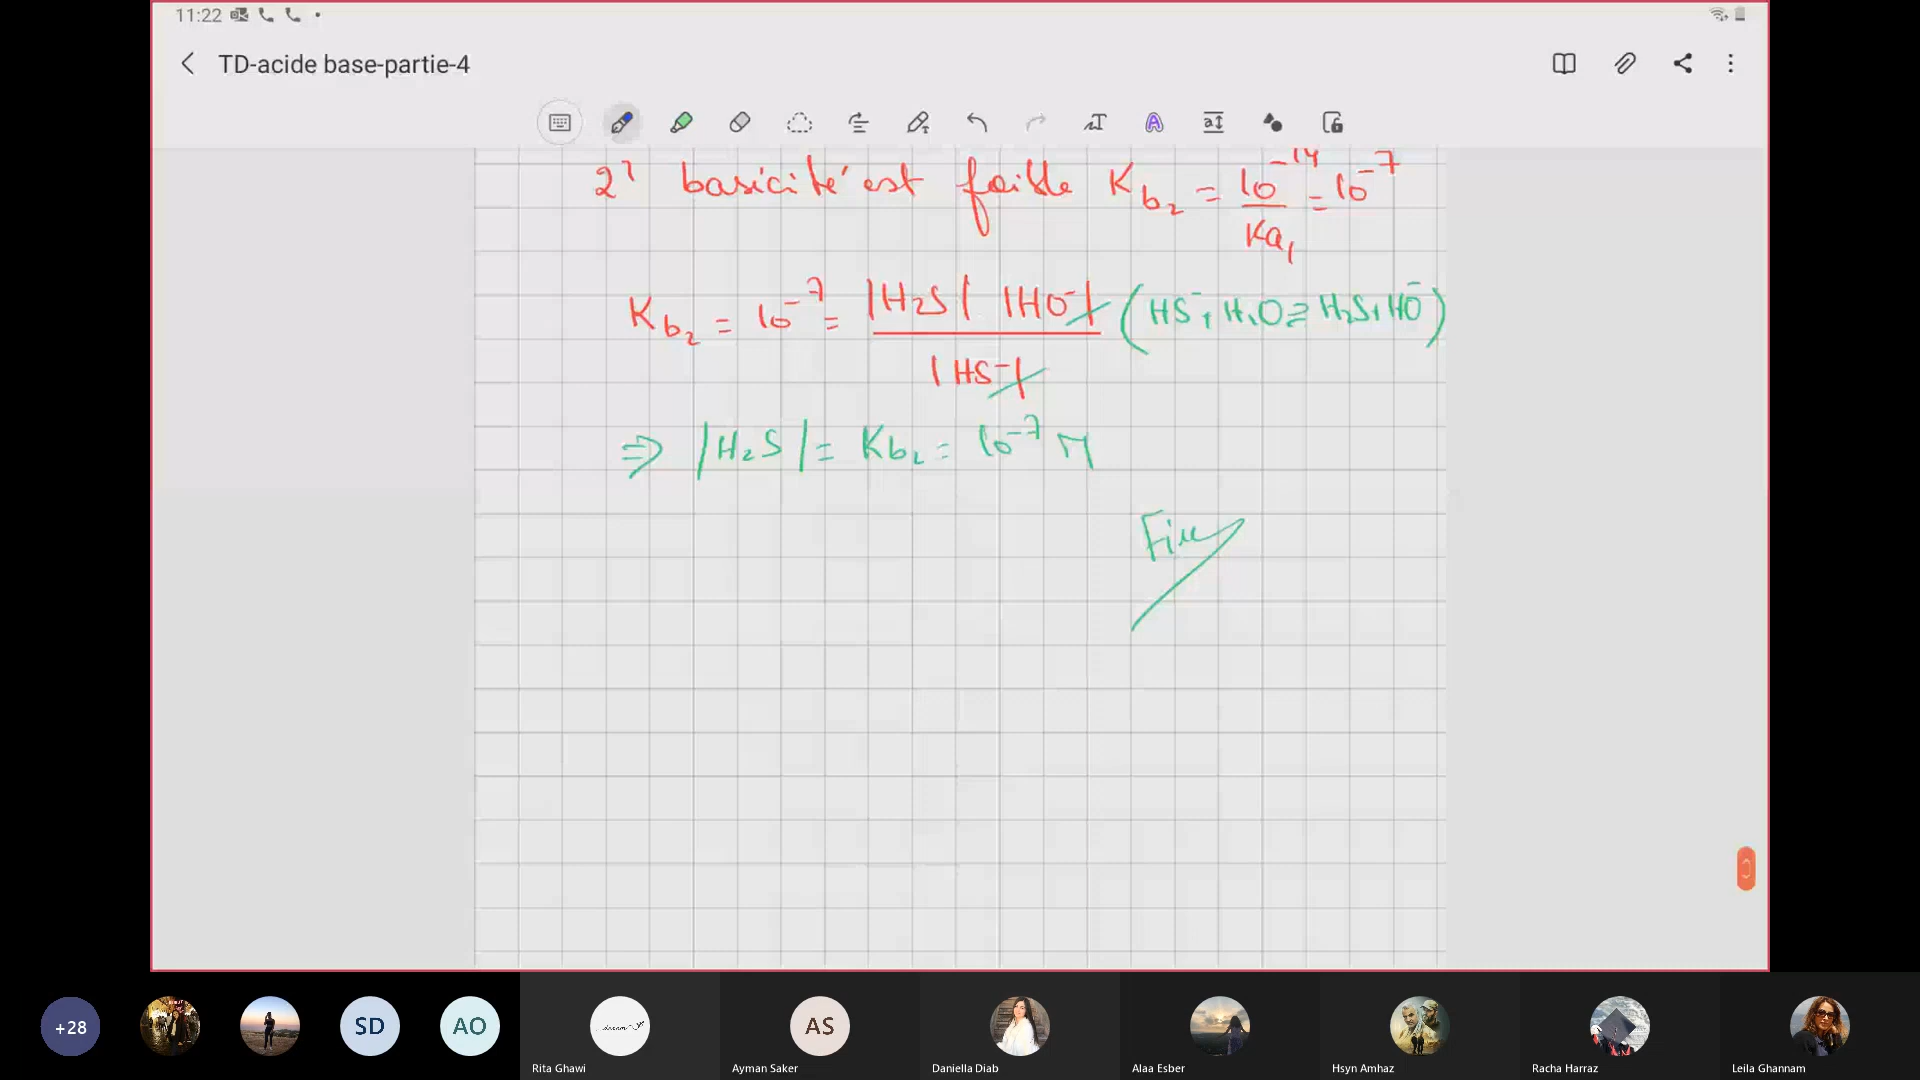 11:22
TD-acide base-partie-4
2) basicité est faible Kb₂ = 10⁻¹⁴/Ka₁ = 10⁻⁷
Kb₂ = 10⁻⁷ = |H₂S| |HO⁻| / |HS⁻| (HS⁻ + H₂O ⇌ H₂S + HO⁻)
⇒ |H₂S| = Kb₂ = 10⁻⁷ M
Fin
+28
SD
AO
dream
AS
Rita Ghawi
Ayman Saker
Daniella Diab
Alaa Esber
Hsyn Amhaz
Racha Harraz
Leila Ghannam